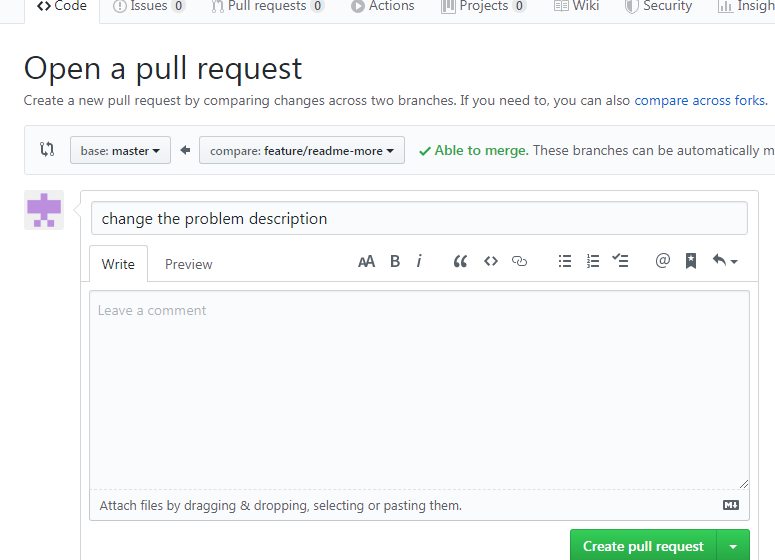 Code Issues 0 Pull requests 0 Actions Projects 0 Wiki Security
Open a pull request
Create a new pull request by comparing changes across two branches. If you need to, you can also compare across forks.
base: master compare: feature/readme-more Able to merge. These branches can be automatically
change the problem description
Write Preview AA B i @
Leave a comment
Attach files by dragging & dropping, selecting or pasting them.
Create pull request